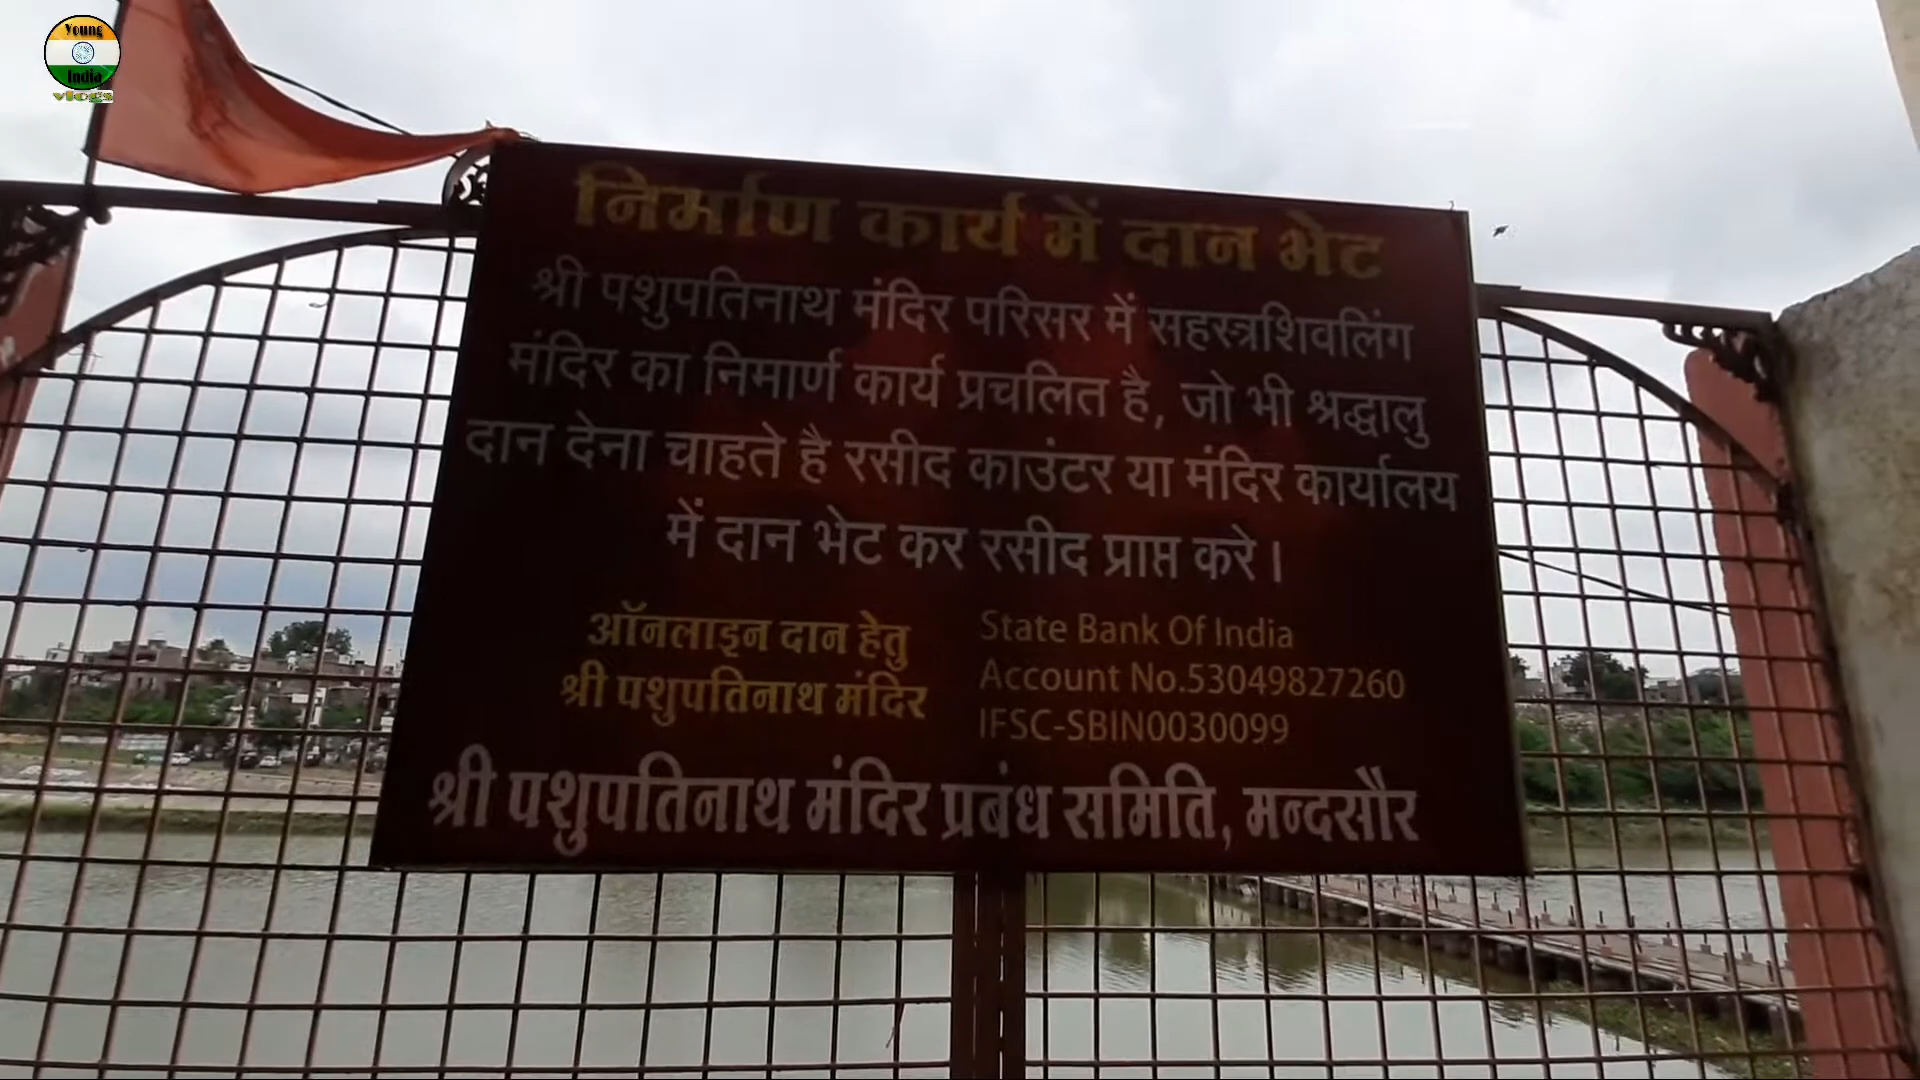 Young
India
vlogs
निर्माण कार्य में दान भेट
श्री पशुपतिनाथ मंदिर परिसर में सहस्त्रशिवलिंग
मंदिर का निमार्ण कार्य प्रचलित है, जो भी श्रद्धालु
दान देना चाहते है रसीद काउंटर या मंदिर कार्यालय
में दान भेट कर रसीद प्राप्त करे।
ऑनलाइन दान हेतु
श्री पशुपतिनाथ मंदिर
State Bank Of India
Account No.53049827260
IFSC-SBIN0030099
श्री पशुपतिनाथ मंदिर प्रबंध समिति, मन्दसौर